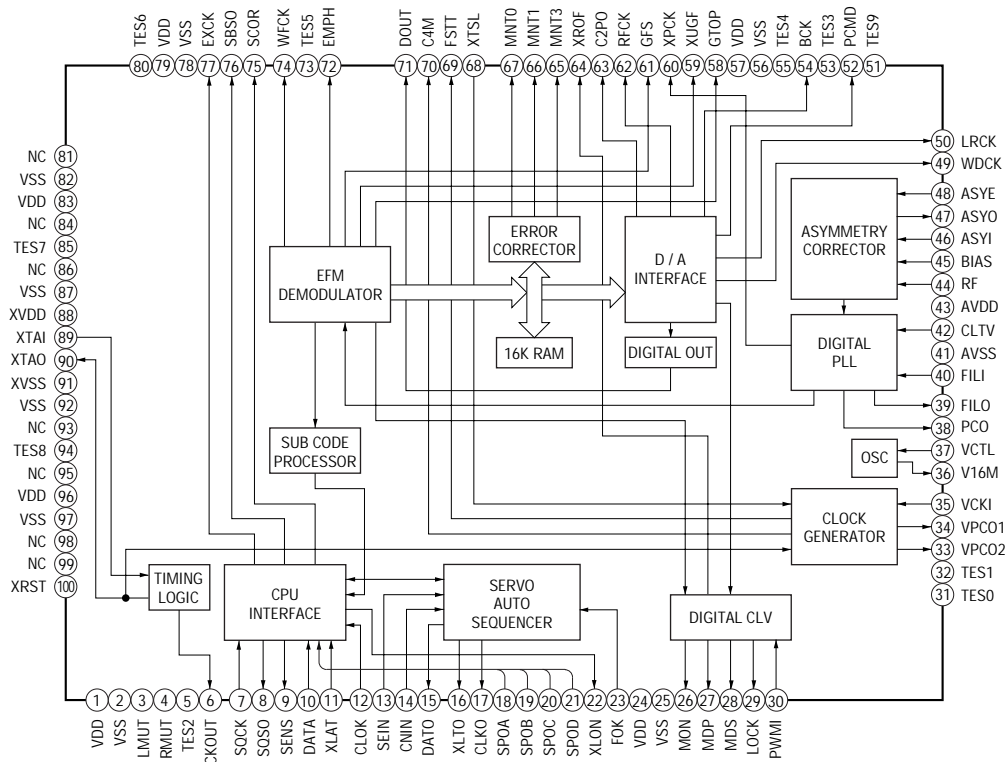 TES6
VDD
VSS
EXCK
SBSO
SCOR
WFCK
TES5
EMPH
DOUT
C4M
FSTT
XTSL
MNT0
MNT1
MNT3
XROF
C2PO
RFCK
GFS
XPCK
XUGF
GTOP
VDD
VSS
TES4
BCK
TES3
PCMD
TES9
80 79 78 77 76 75 74 73 72 71 70 69 68 67 66 65 64 63 62 61 60 59 58 57 56 55 54 53 52 51
NC 81
VSS 82
VDD 83
NC 84
TES7 85
NC 86
VSS 87
XVDD 88
XTAI 89
XTAO 90
XVSS 91
VSS 92
NC 93
TES8 94
NC 95
VDD 96
VSS 97
NC 98
NC 99
XRST 100
EFM
DEMODULATOR
ERROR
CORRECTOR
16K RAM
D / A
INTERFACE
DIGITAL OUT
ASYMMETRY
CORRECTOR
DIGITAL
PLL
OSC
SUB CODE
PROCESSOR
CLOCK
GENERATOR
TIMING
LOGIC
CPU
INTERFACE
SERVO
AUTO
SEQUENCER
DIGITAL CLV
50 LRCK
49 WDCK
48 ASYE
47 ASYO
46 ASYI
45 BIAS
44 RF
43 AVDD
42 CLTV
41 AVSS
40 FILI
39 FILO
38 PCO
37 VCTL
36 V16M
35 VCKI
34 VPCO1
33 VPCO2
32 TES1
31 TES0
1 2 3 4 5 6 7 8 9 10 11 12 13 14 15 16 17 18 19 20 21 22 23 24 25 26 27 28 29 30
VDD
VSS
LMUT
RMUT
TES2
CKOUT
SQCK
SQSO
SENS
DATA
XLAT
CLOK
SEIN
CNIN
DATO
XLTO
CLKO
SPOA
SPOB
SPOC
SPOD
XLON
FOK
VDD
VSS
MON
MDP
MDS
LOCK
PWMI